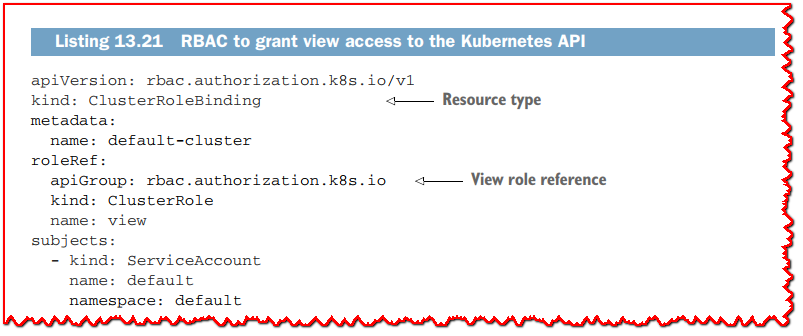 Listing 13.21 RBAC to grant view access to the Kubernetes API
apiVersion: rbac.authorization.k8s.io/v1
kind: ClusterRoleBinding Resource type
metadata:
  name: default-cluster
roleRef:
  apiGroup: rbac.authorization.k8s.io View role reference
  kind: ClusterRole
  name: view
subjects:
  - kind: ServiceAccount
    name: default
    namespace: default